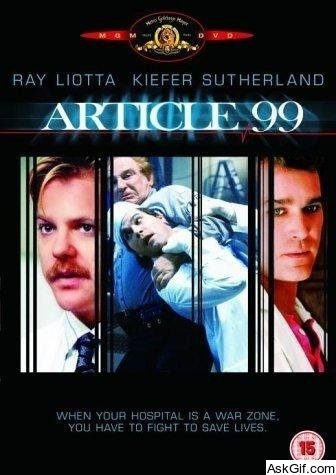 MGM DVD
RAY LIOTTA KIEFER SUTHERLAND
ARTICLE 99
WHEN YOUR HOSPITAL IS A WAR ZONE,
YOU HAVE TO FIGHT TO SAVE LIVES.
15
AskGif.com